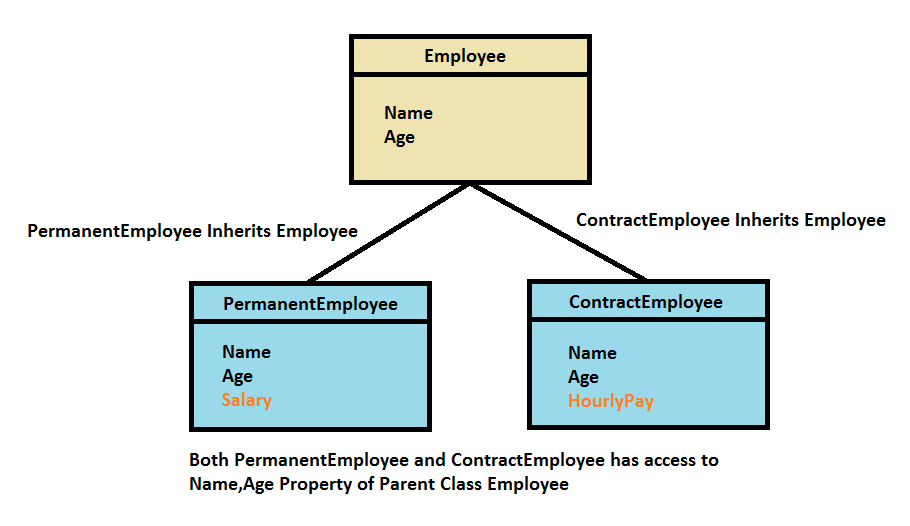 Employee
Name
Age
PermanentEmployee Inherits Employee
ContractEmployee Inherits Employee
PermanentEmployee
Name
Age
Salary
ContractEmployee
Name
Age
HourlyPay
Both PermanentEmployee and ContractEmployee has access to
Name,Age Property of Parent Class Employee